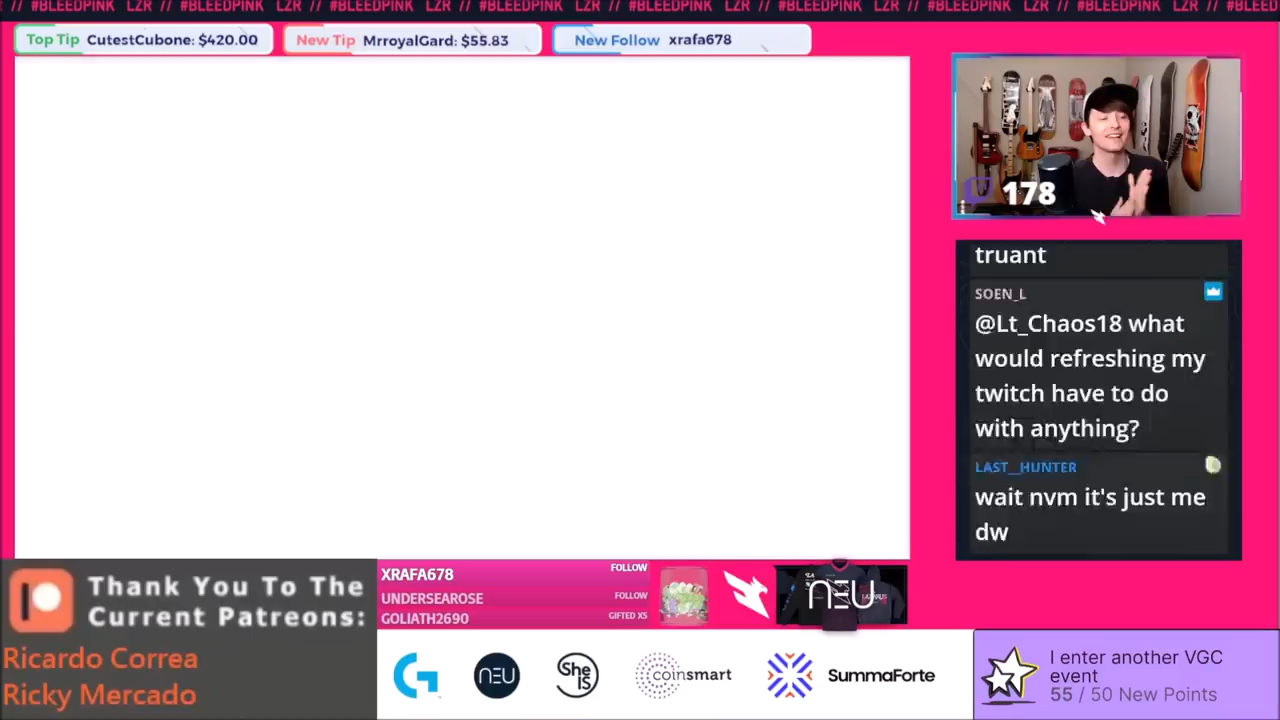 // #BLEEDPINK LZR // #BLEEDPINK LZR // #BLEEDPINK LZR // #BLEEDPINK LZR // #BLEEDPINK LZR // #BLEEDPINK LZR // #BLEEDPINK LZR // #BLEEDPINK LZR // #BLEED
Top Tip CutestCubone: $420.00
New Tip MrroyalGard: $55.83
New Follow xrafa678
178
truant
SOEN_L
@Lt_Chaos18 what
would refreshing my
twitch have to do
with anything?
LAST__HUNTER
wait nvm it's just me
dw
Thank You To The
Current Patreons:
Ricardo Correa
Ricky Mercado
XRAFA678 FOLLOW
UNDERSEAROSE FOLLOW
GOLIATH2690 GIFTED X5
NEU
G
NEU
She IS
coinsmart
SummaForte
I enter another VGC
event
55 / 50 New Points